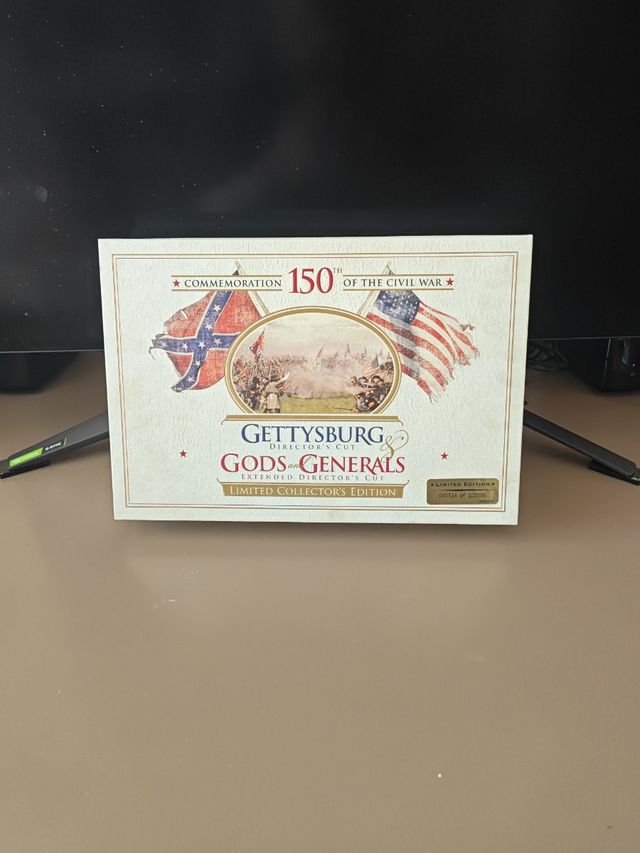 ★ COMMEMORATION 150TH OF THE CIVIL WAR ★
GETTYSBURG &
DIRECTOR'S CUT
GODS and GENERALS
EXTENDED DIRECTOR'S CUT
LIMITED COLLECTOR'S EDITION
★ LIMITED EDITION ★
G-SYNC